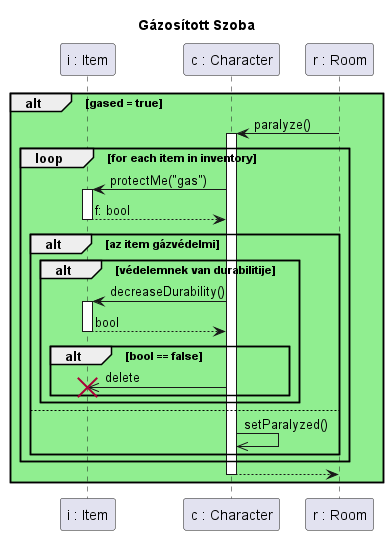 Gázosított Szoba
i : Item
c : Character
r : Room
alt [gased = true]
paralyze()
loop [for each item in inventory]
protectMe("gas")
f: bool
alt [az item gázvédelmi]
alt [védelemnek van durabilitije]
decreaseDurability()
bool
alt [bool == false]
delete
setParalyzed()
i : Item
c : Character
r : Room